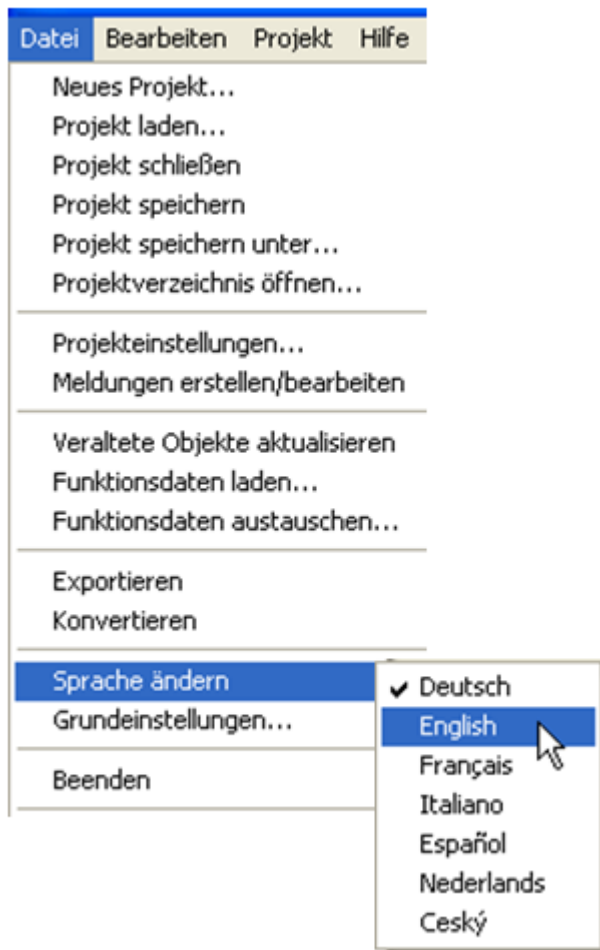 Datei Bearbeiten Projekt Hilfe
Neues Projekt...
Projekt laden...
Projekt schließen
Projekt speichern
Projekt speichern unter...
Projektverzeichnis öffnen...
Projekteinstellungen...
Meldungen erstellen/bearbeiten
Veraltete Objekte aktualisieren
Funktionsdaten laden...
Funktionsdaten austauschen...
Exportieren
Konvertieren
Sprache ändern
Grundeinstellungen...
Beenden
Deutsch
English
Français
Italiano
Español
Nederlands
Ceský